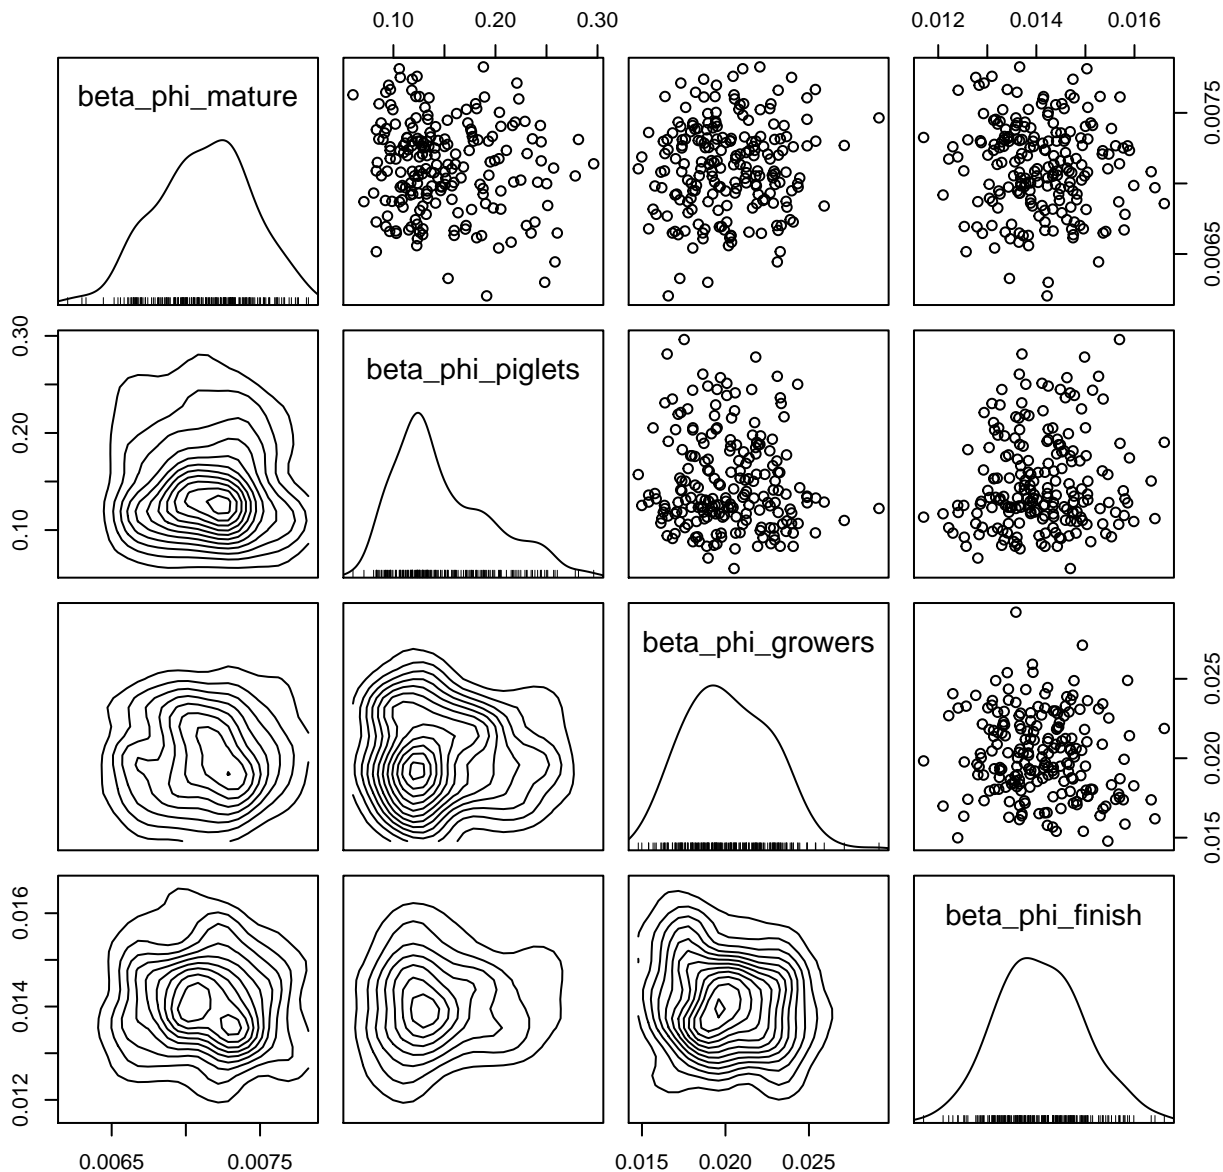 0.10 0.20 0.30 0.012 0.014 0.016
beta_phi_mature
0.0065 0.0075
0.10 0.20 0.30
beta_phi_piglets
beta_phi_growers
0.015 0.020 0.025
0.012 0.014 0.016
beta_phi_finish
0.0065 0.0075 0.015 0.020 0.025